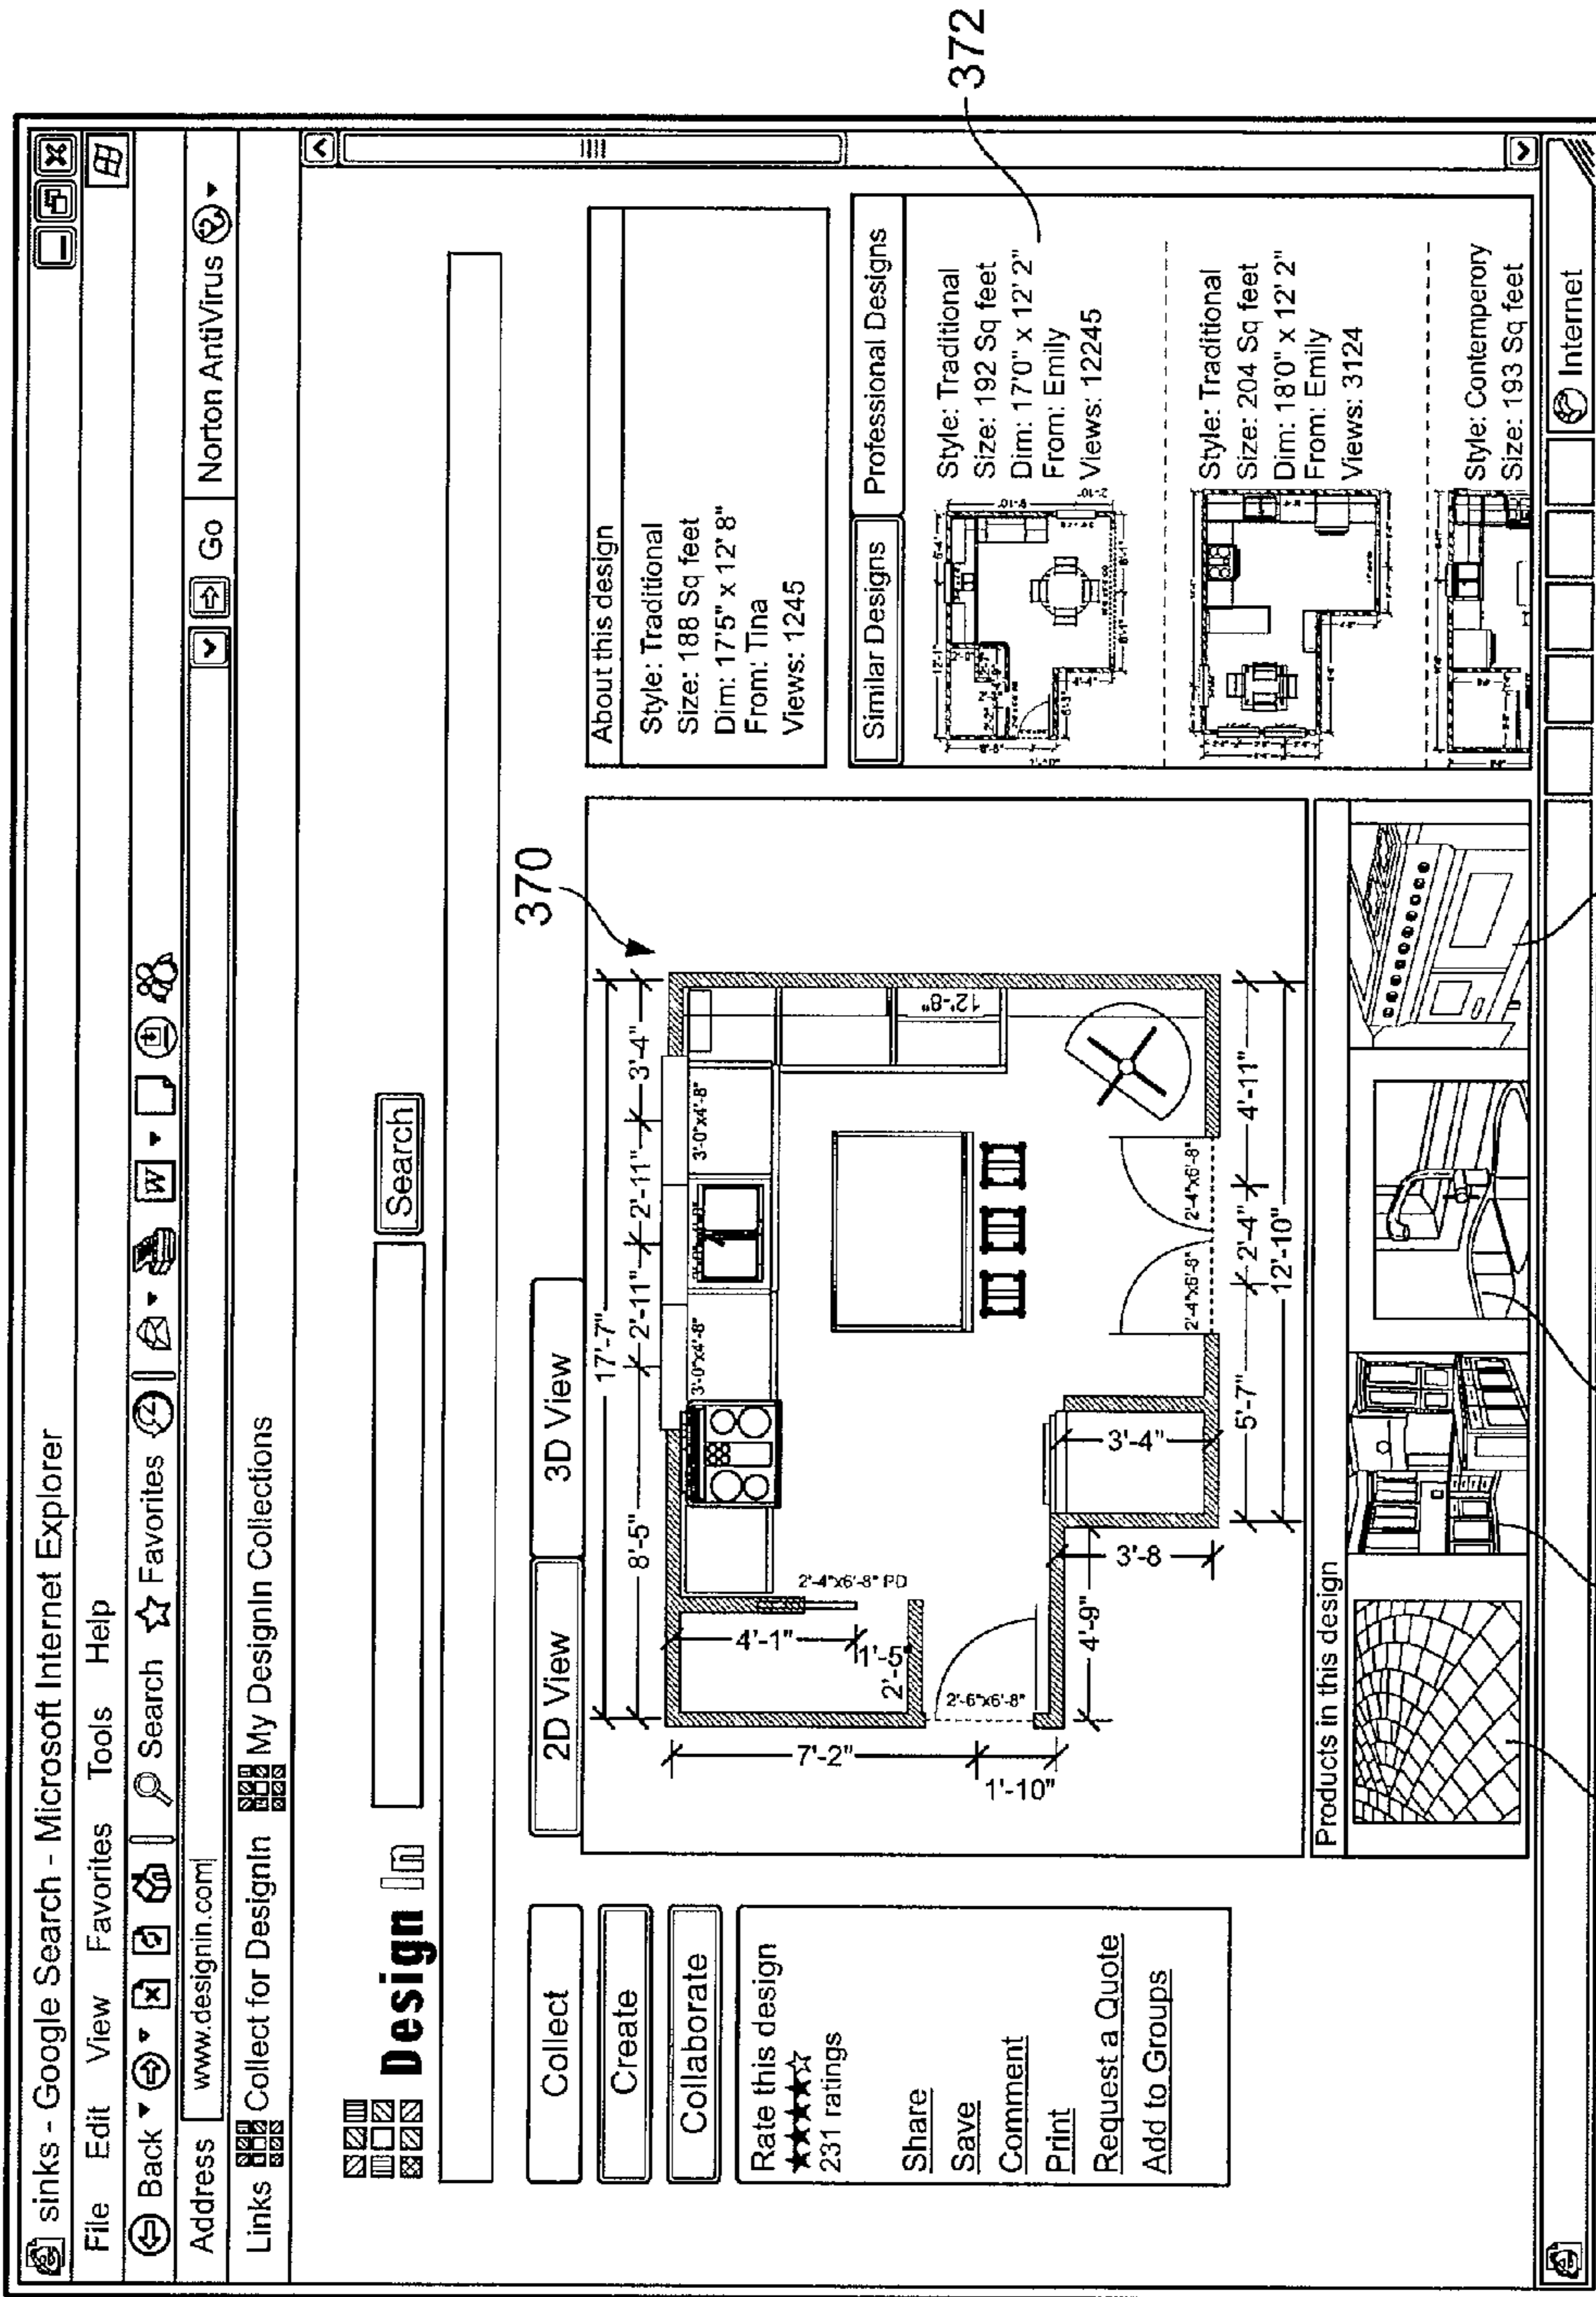 sinks - Google Search - Microsoft Internet Explorer
File Edit View Favorites Tools Help
Back Search Favorites
Address www.designin.com Go Norton AntiVirus
Links Collect for DesignIn My DesignIn Collections
Design In
Search
Collect
Create
Collaborate
Rate this design
231 ratings
Share
Save
Comment
Print
Request a Quote
Add to Groups
2D View
3D View
370
17'-7"
8'-5" 2'-11" 2'-11" 3'-4"
3'-0"x4'-8" 3'-0"x4'-8"
12'-8"
2'-4"x6'-8" PD
4'-1"
1'-5"
2'-5"
2'-6"x6'-8"
7'-2"
1'-10"
4'-9"
3'-8
3'-4"
2'-4"x6'-8" 2'-4"x6'-8"
5'-7" 2'-4" 4'-11"
12'-10"
Products in this design
About this design
Style: Traditional
Size: 188 Sq feet
Dim: 17'5" x 12' 8"
From: Tina
Views: 1245
Similar Designs
Professional Designs
Style: Traditional
Size: 192 Sq feet
Dim: 17'0" x 12' 2"
From: Emily
Views: 12245
372
Style: Traditional
Size: 204 Sq feet
Dim: 18'0" x 12' 2"
From: Emily
Views: 3124
Style: Contemperory
Size: 193 Sq feet
Internet